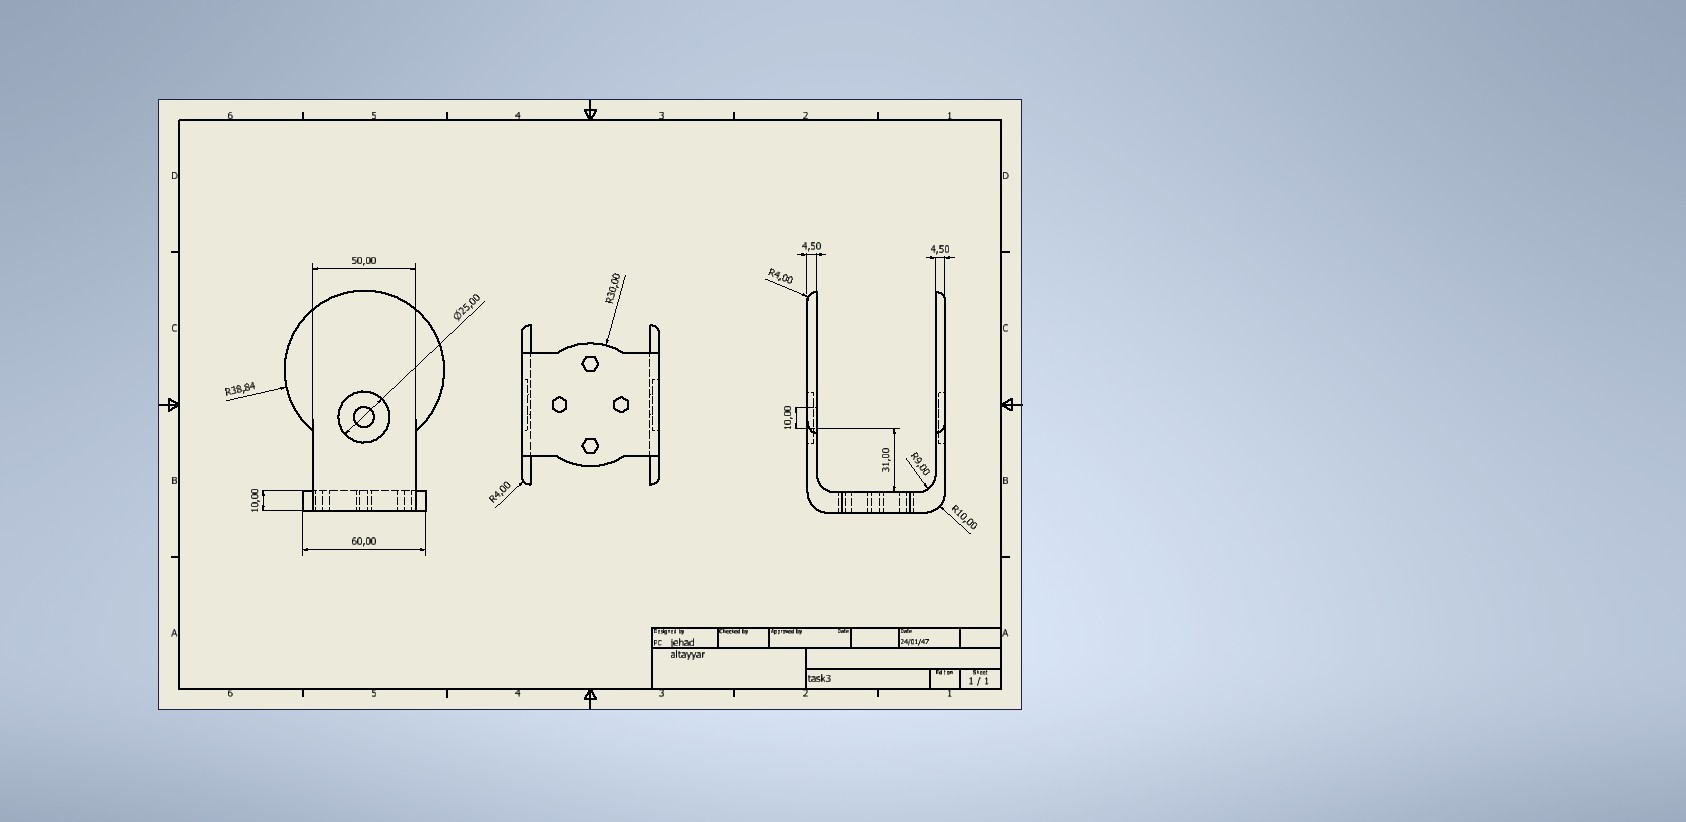 6 5 4 3 2 1
D D
4,50 4,50
50,00
R4,00
R30,00
Ø25,00
C C
R38,84
10,00
31,00
R9,00
B B
R4,00
10,00
R10,00
60,00
A A
Designed by Checked by Approved by Date Date
PC jehad altayyar
24/01/47
task3
Edition Sheet
1 / 1
6 5 4 3 2 1